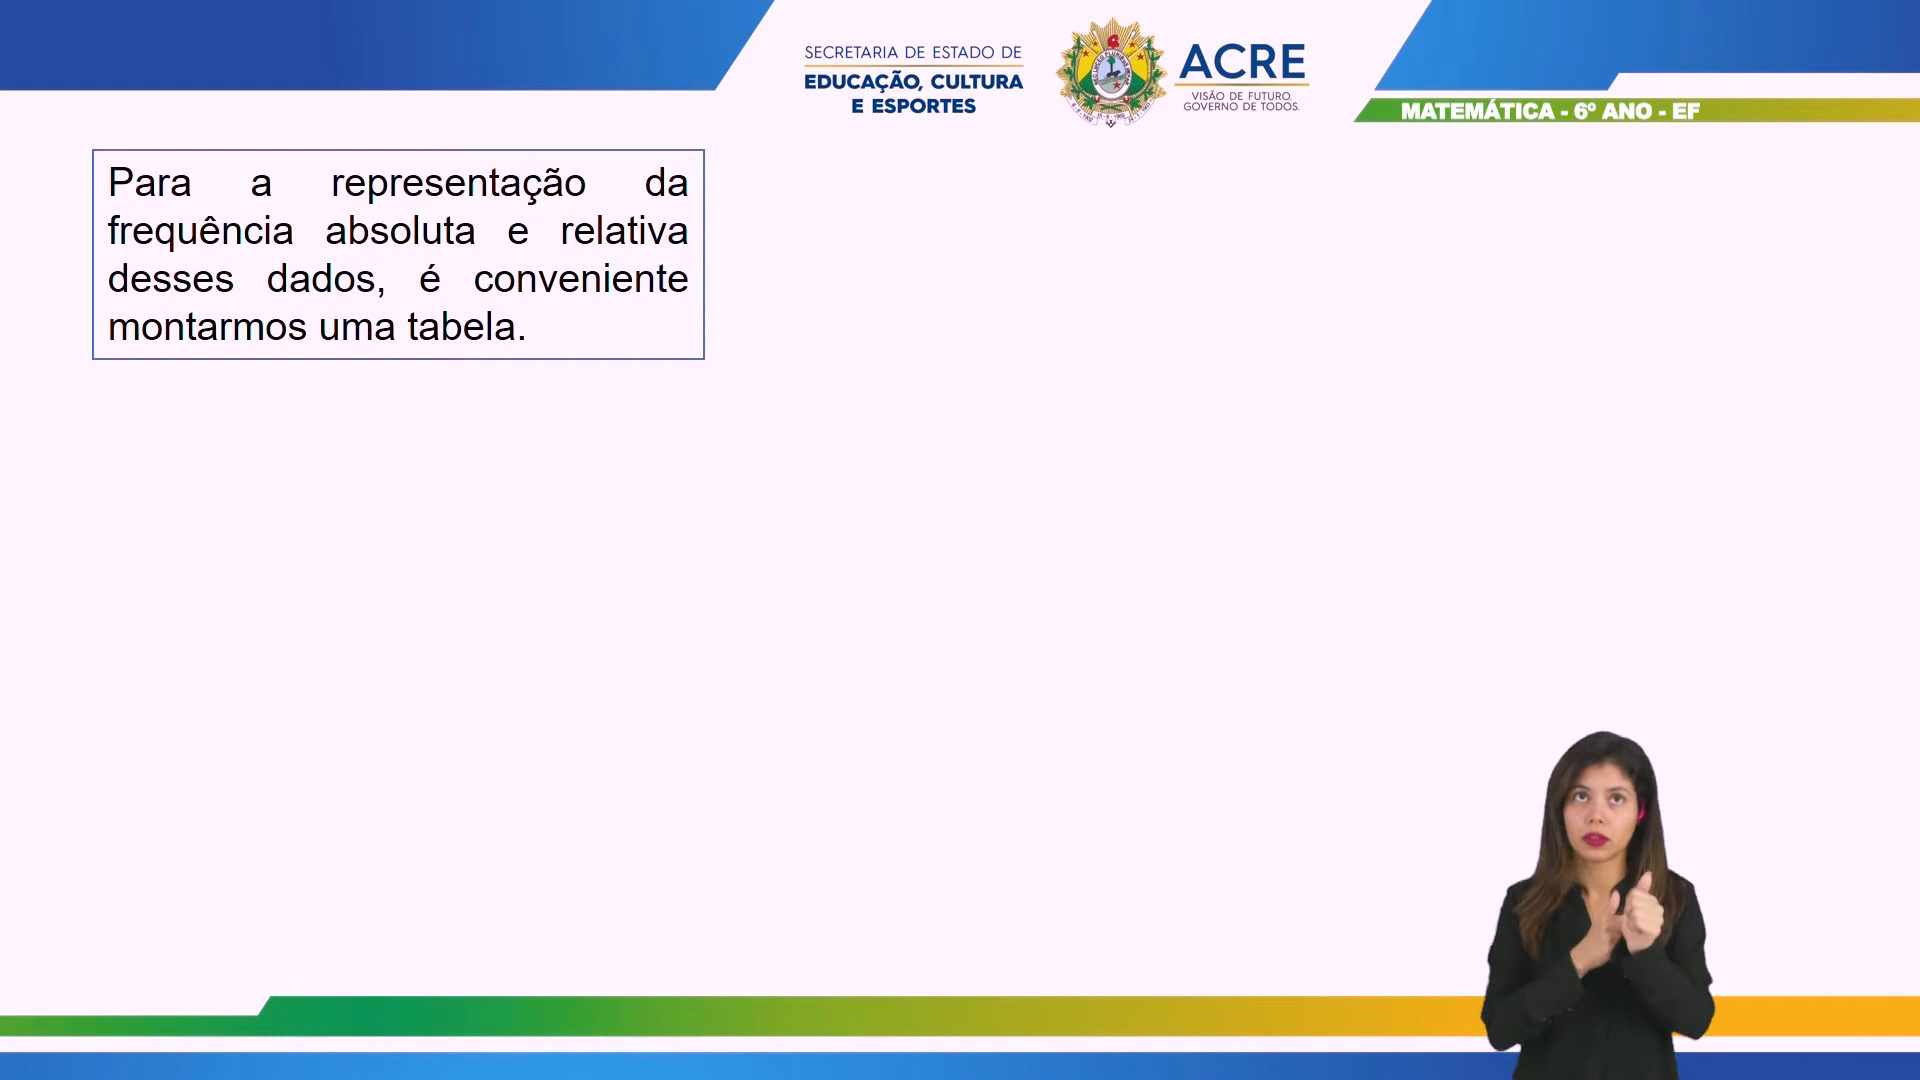 SECRETARIA DE ESTADO DE
EDUCAÇÃO, CULTURA
E ESPORTES
ACRE
VISÃO DE FUTURO.
GOVERNO DE TODOS.
MATEMÁTICA - 6º ANO - EF
Para a representação da
frequência absoluta e relativa
desses dados, é conveniente
montarmos uma tabela.